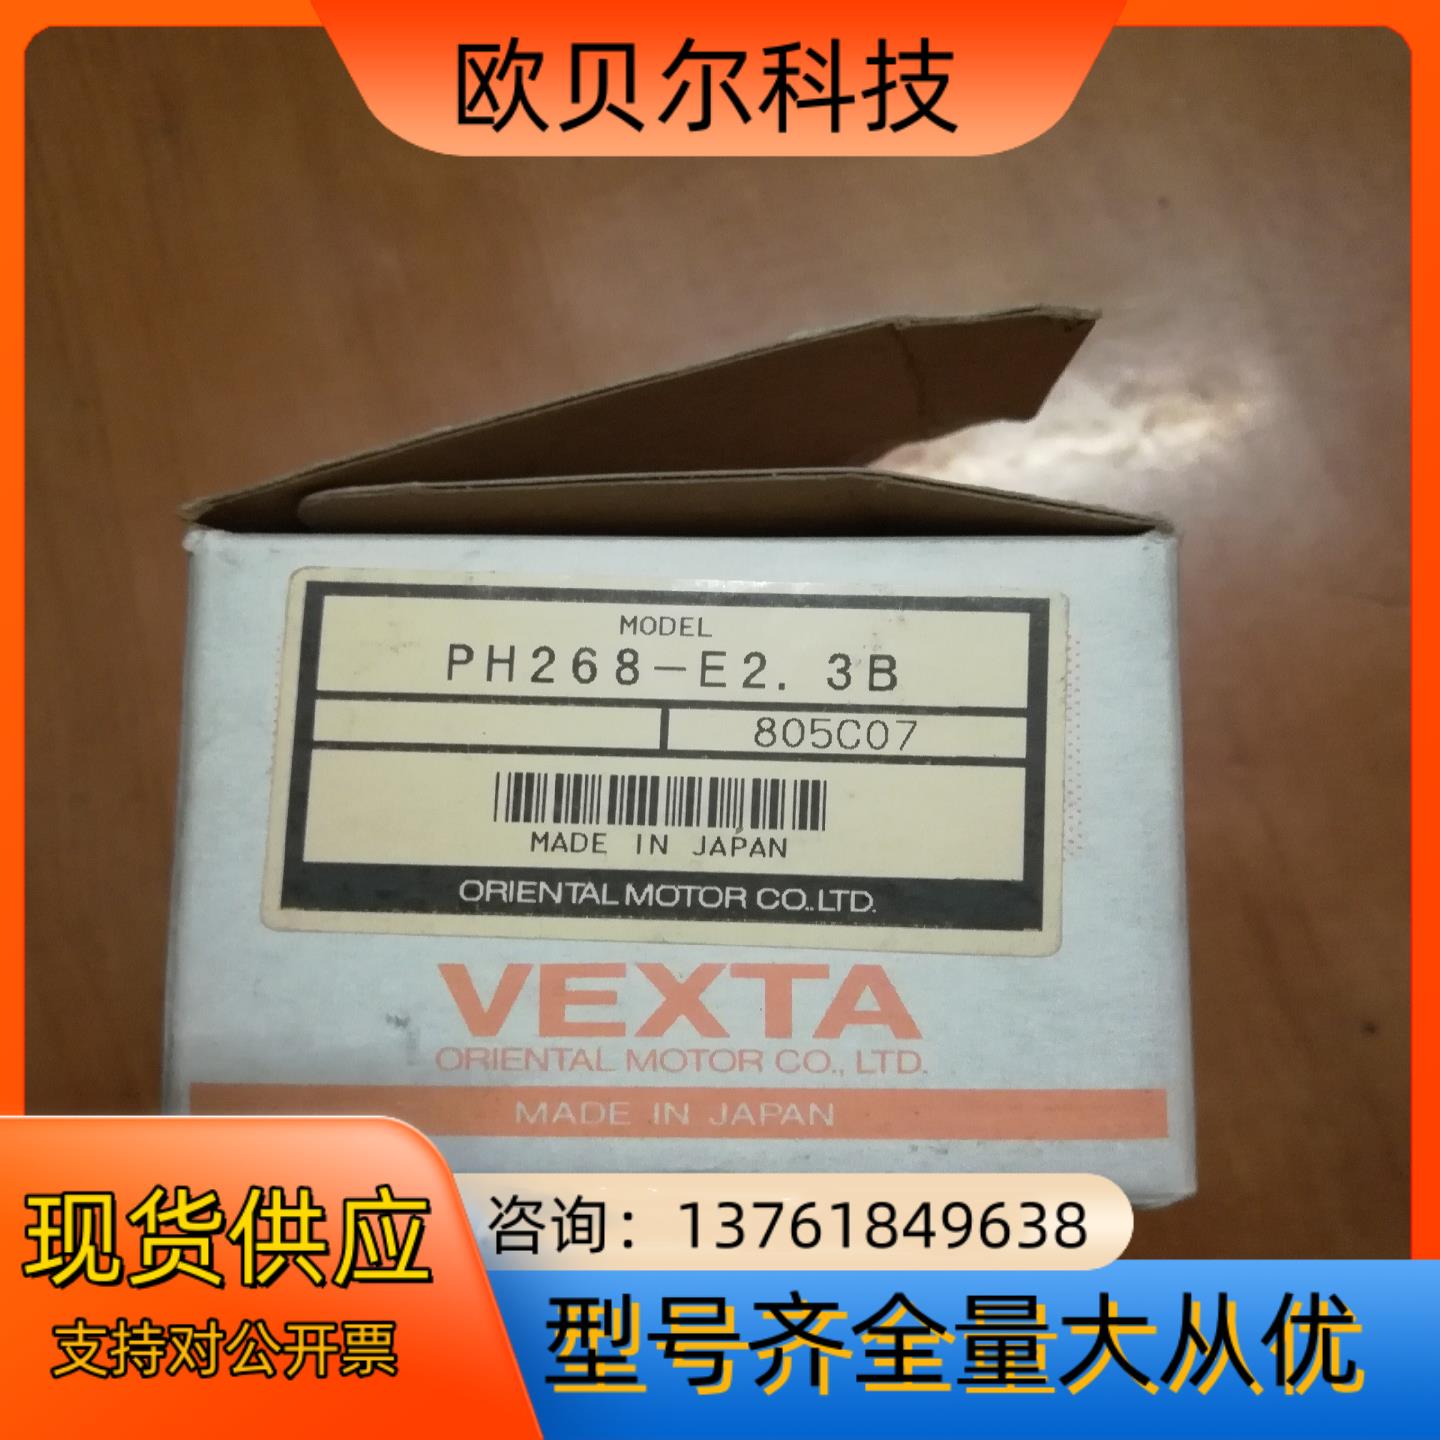 欧贝尔科技
MODEL
PH268-E2.3B
805C07
MADE IN JAPAN
ORIENTAL MOTOR CO.,LTD.
VEXTA
ORIENTAL MOTOR CO., LTD.
MADE IN JAPAN
现货供应
支持对公开票
咨询：13761849638
型号齐全量大从优